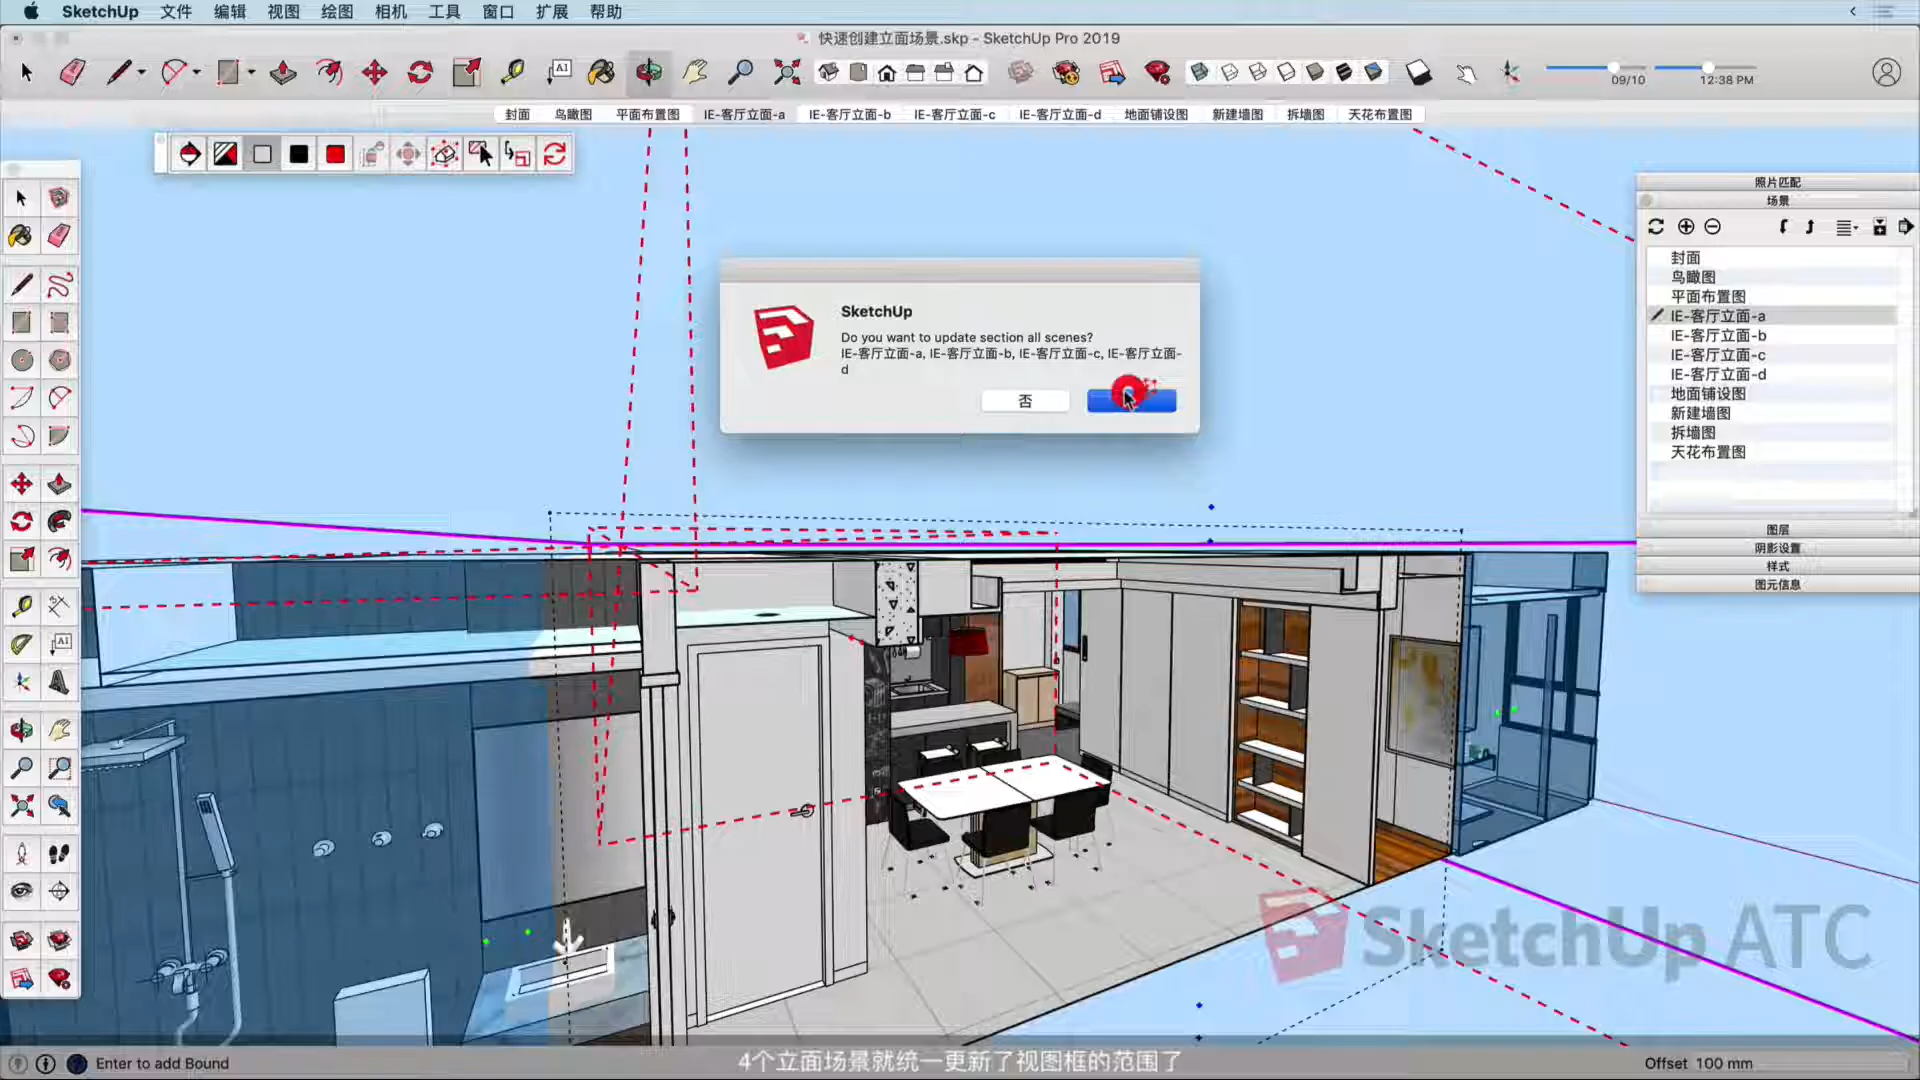 SketchUp 文件 编辑 视图 绘图 相机 工具 窗口 扩展 帮助
快速创建立面场景.skp - SketchUp Pro 2019
AI
09/10 12:38 PM
封面 鸟瞰图 平面布置图 IE-客厅立面-a IE-客厅立面-b IE-客厅立面-c IE-客厅立面-d 地面铺设图 新建墙图 拆墙图 天花布置图
照片匹配
场景
封面
鸟瞰图
平面布置图
IE-客厅立面-a
IE-客厅立面-b
IE-客厅立面-c
IE-客厅立面-d
地面铺设图
新建墙图
拆墙图
天花布置图
图层
阴影设置
样式
图元信息
SketchUp
Do you want to update section all scenes?
IE-客厅立面-a, IE-客厅立面-b, IE-客厅立面-c, IE-客厅立面-
d
否
AI
SketchUp ATC
Enter to add Bound
4个立面场景就统一更新了视图框的范围了
Offset 100 mm